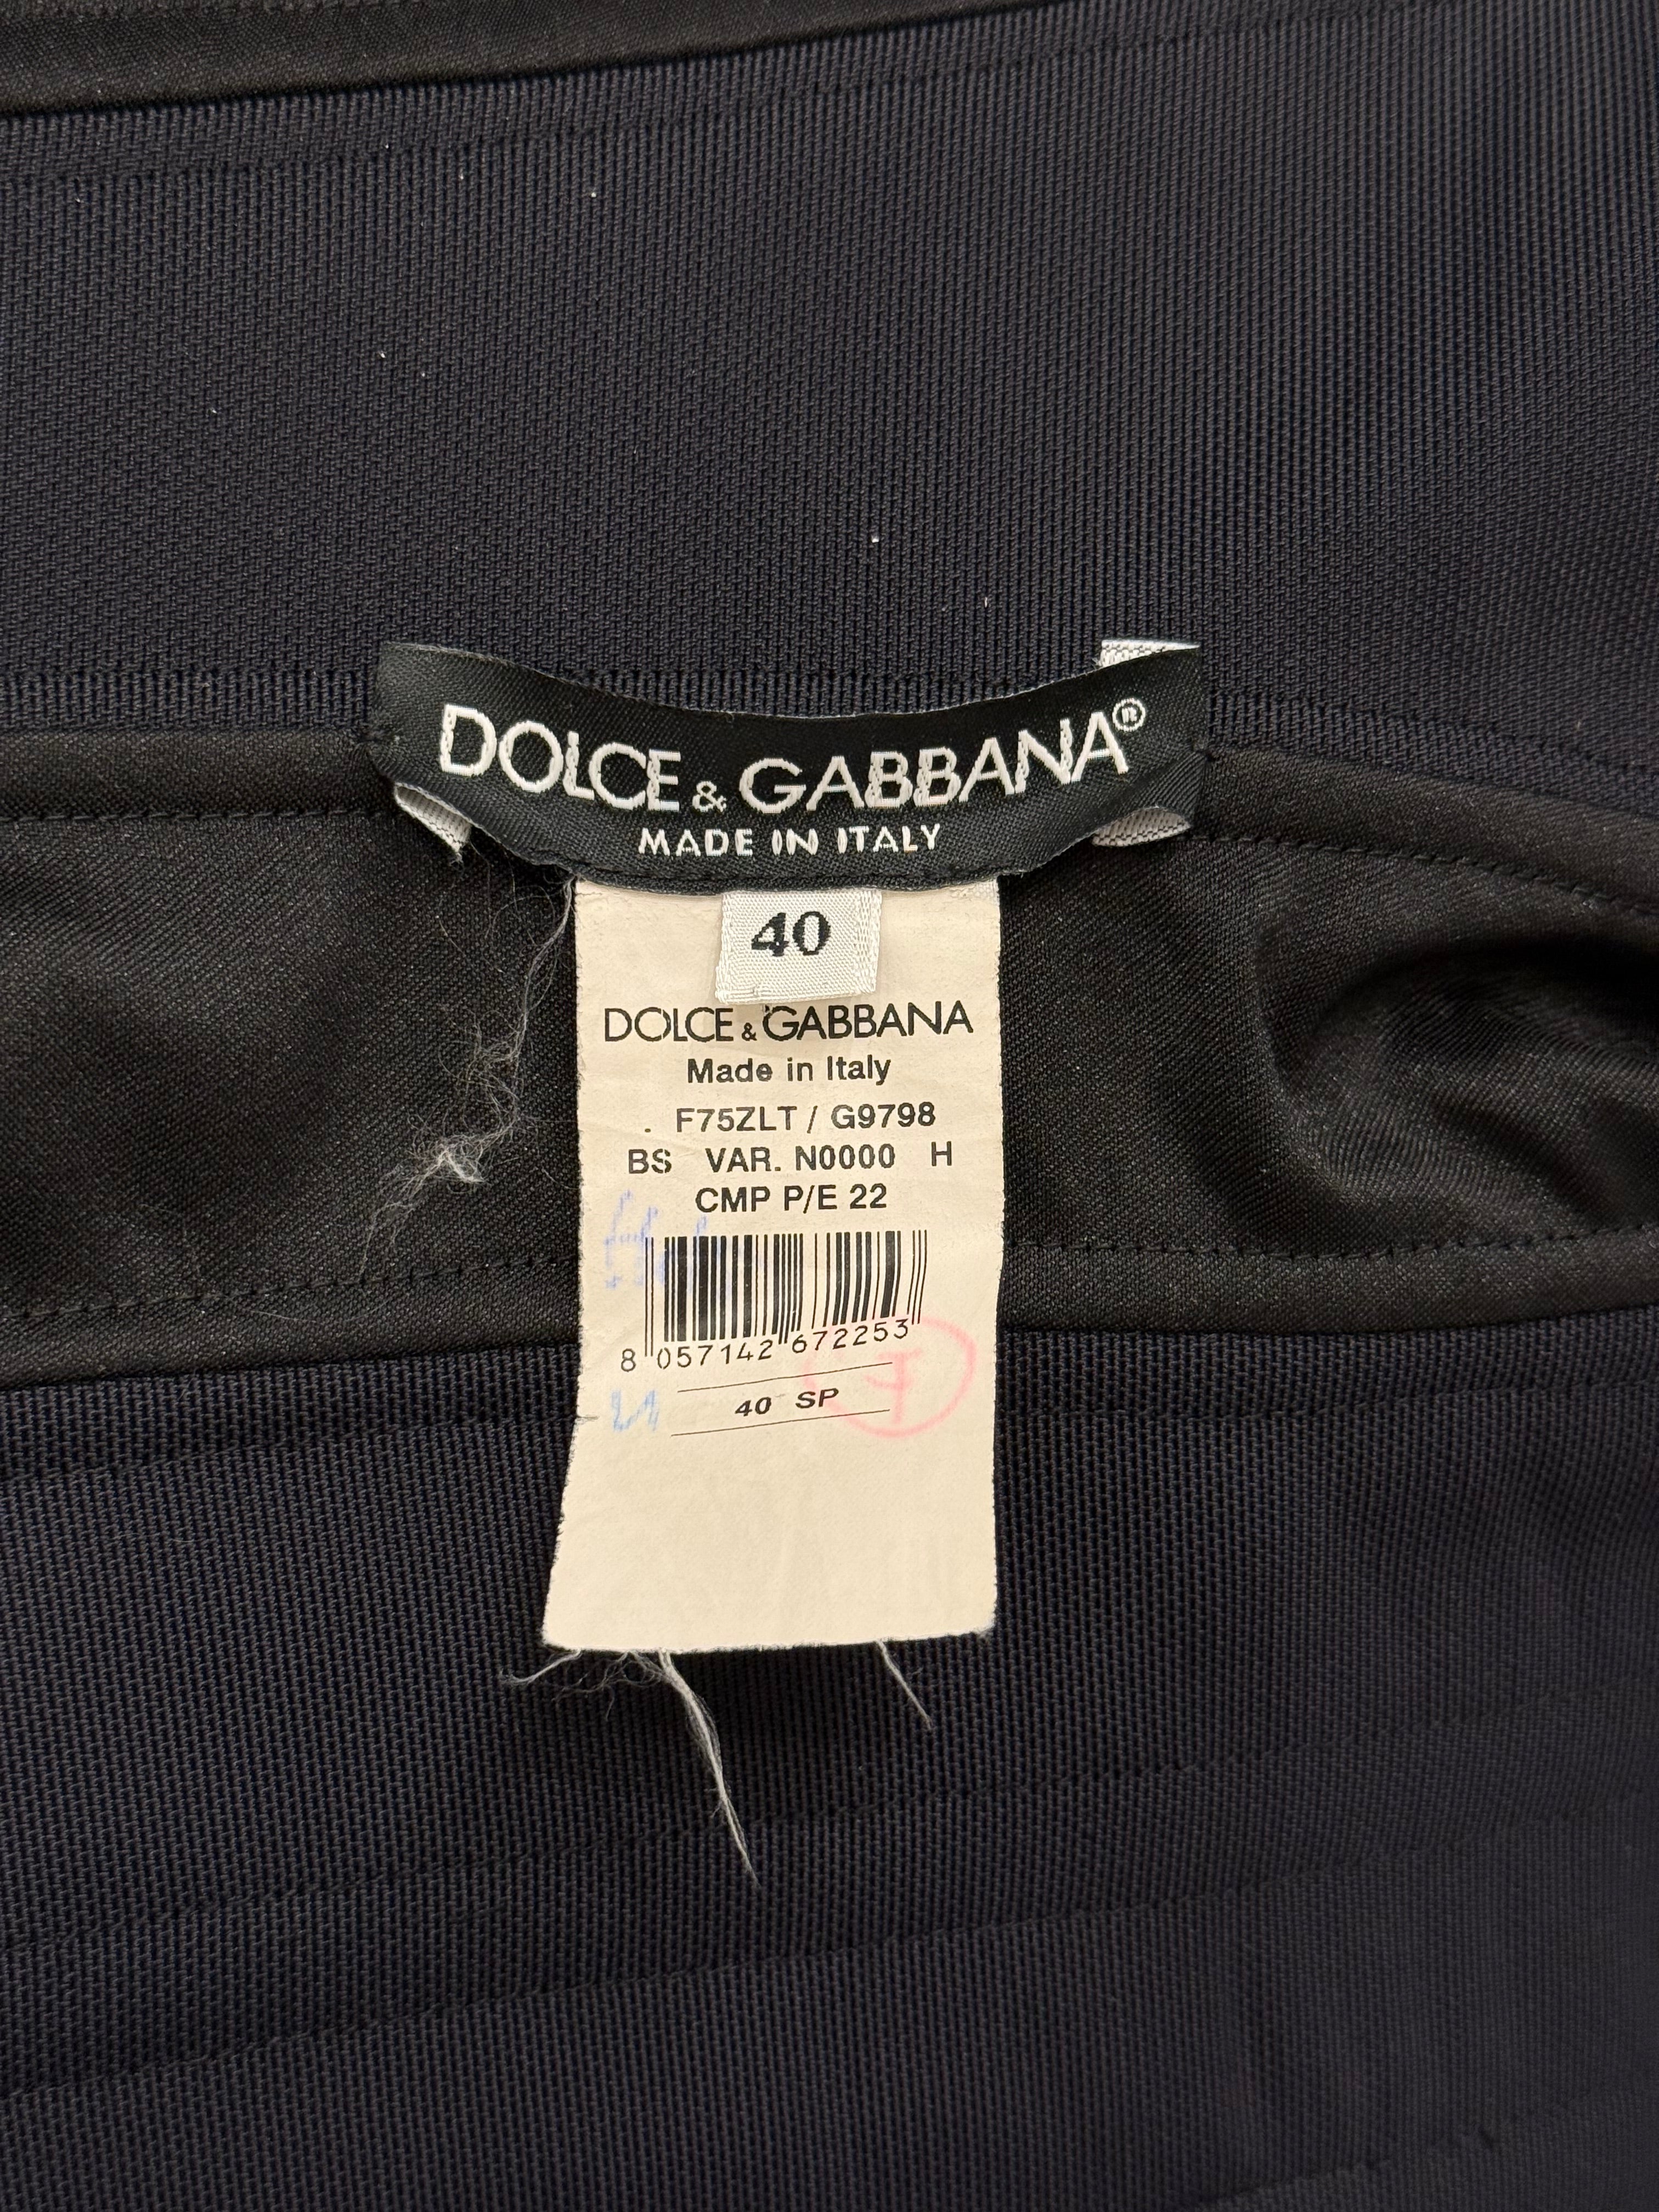 DOLCE & GABBANA®
MADE IN ITALY
40
DOLCE & GABBANA
Made in Italy
. F75ZLT / G9798
BS VAR. N0000 H
CMP P/E 22
8 057142 672253
40 SP